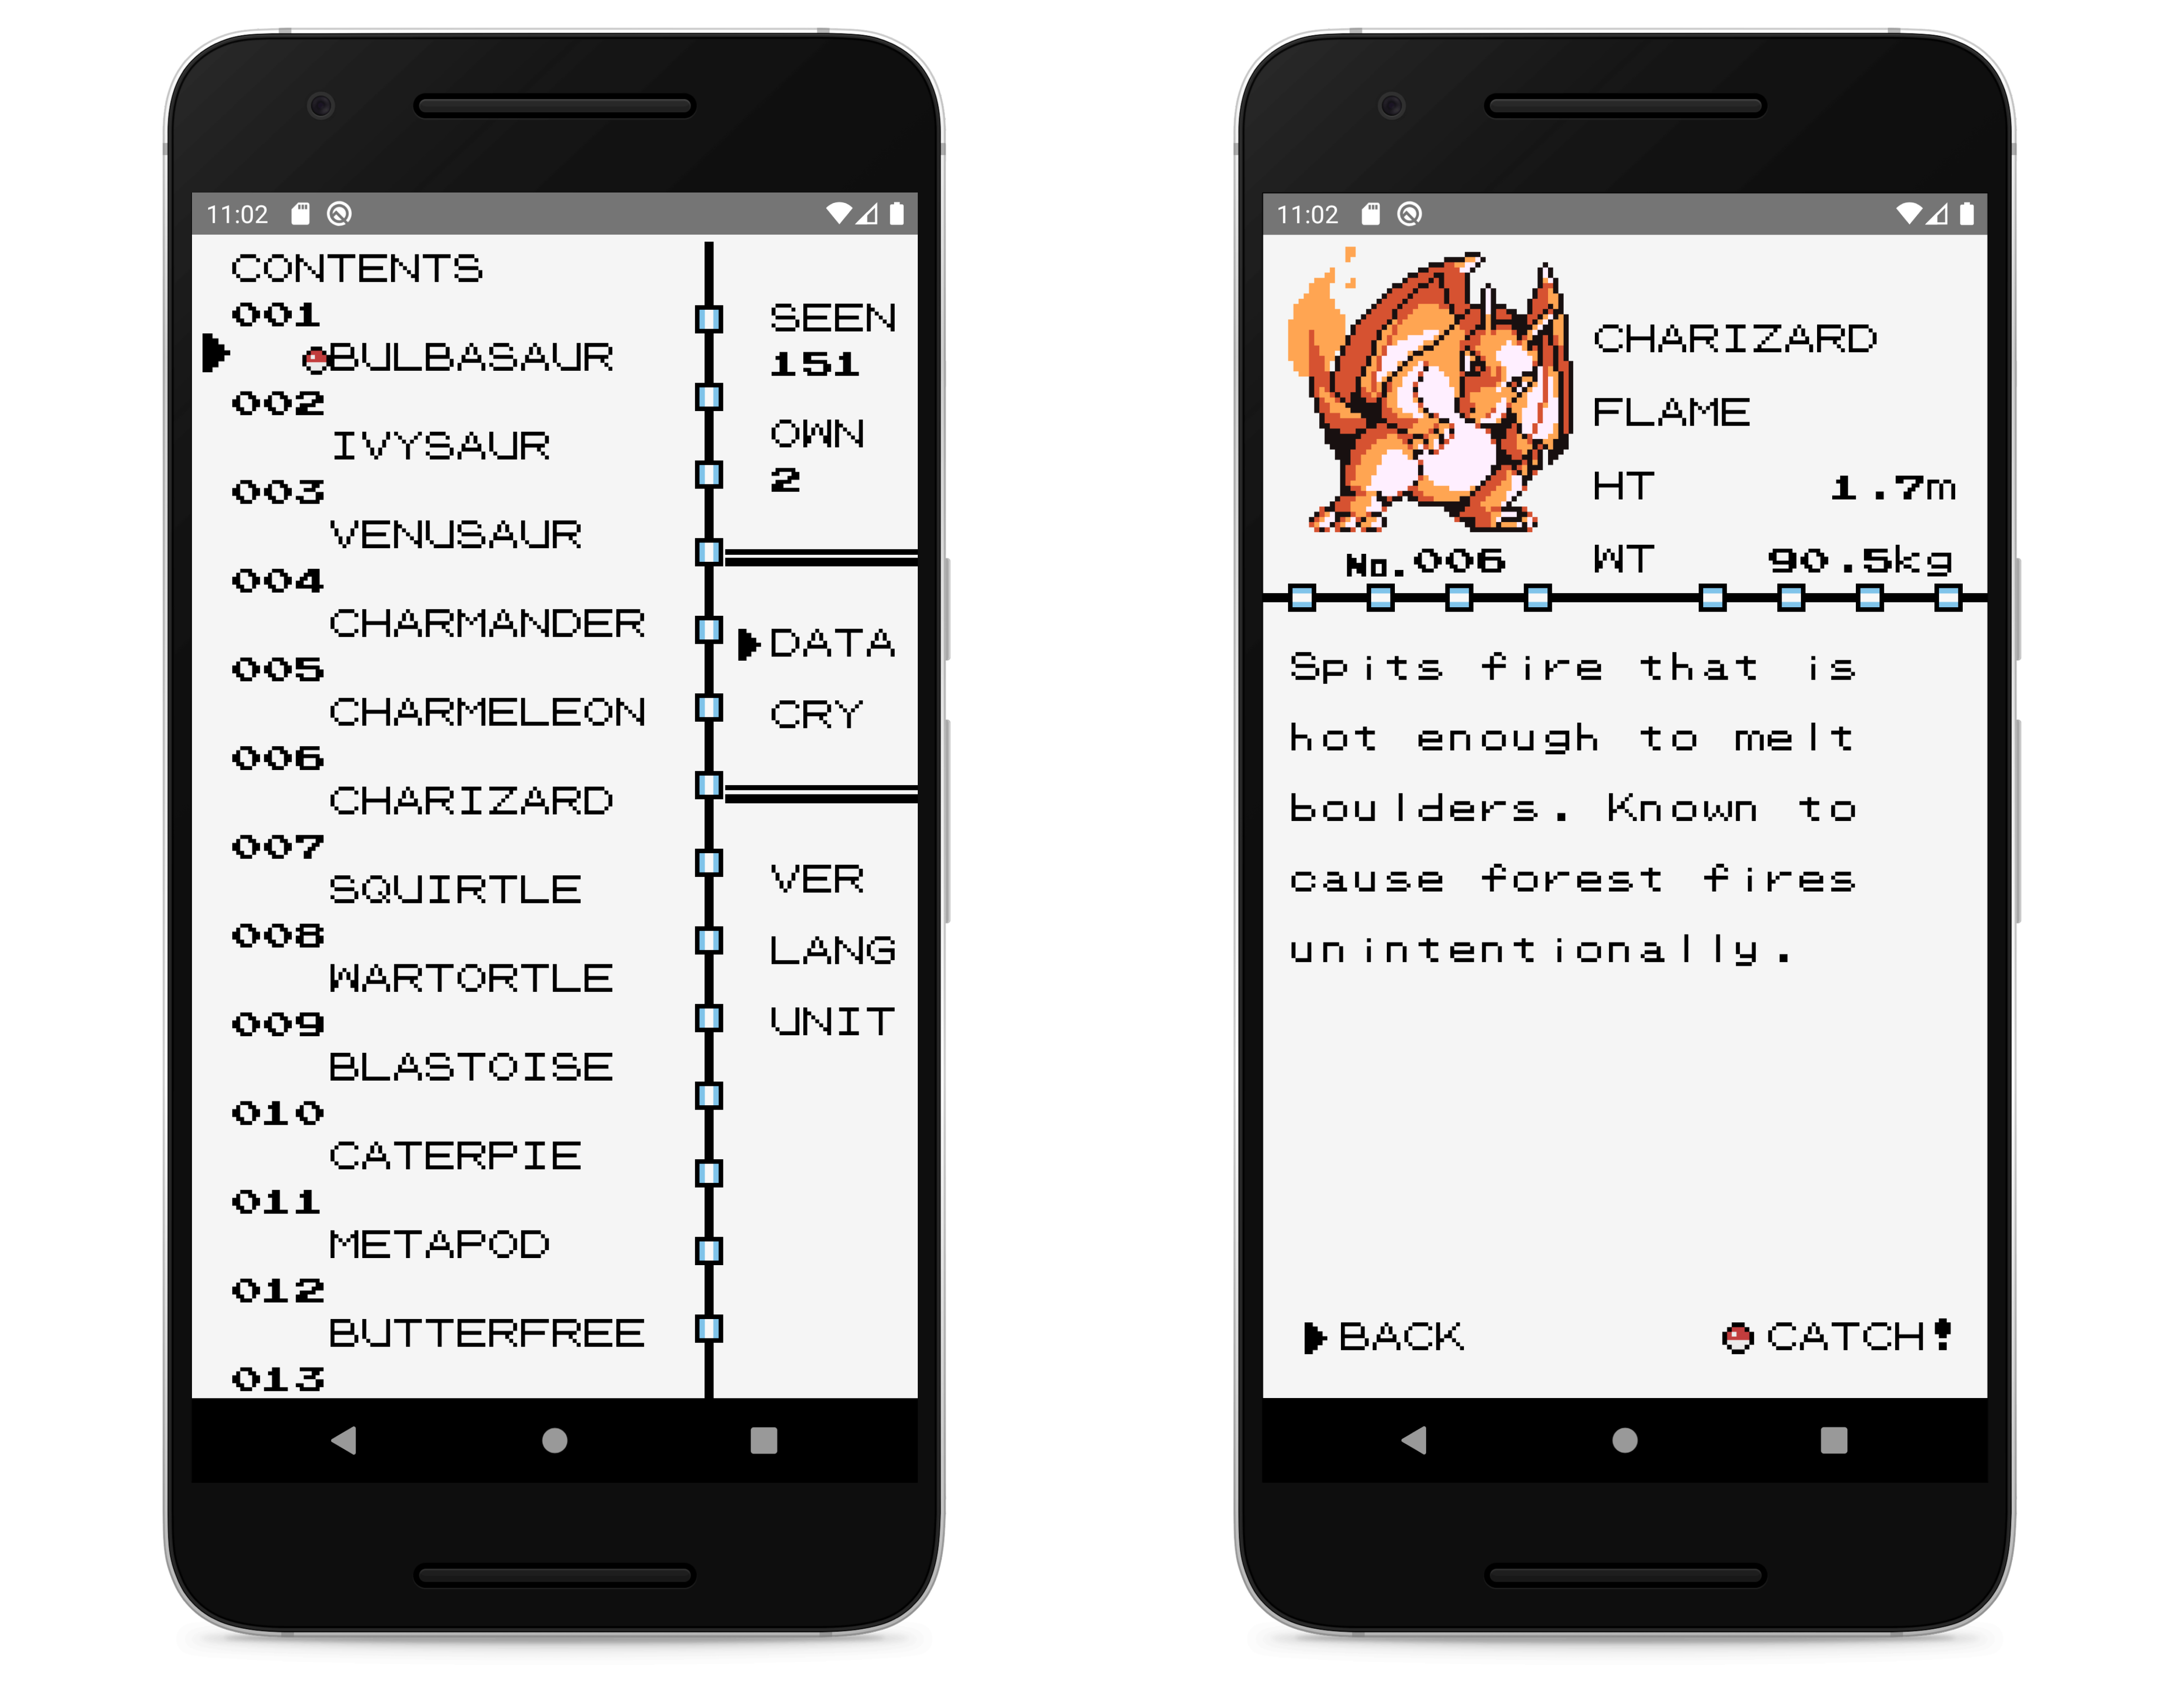 11:02
CONTENTS
001
BULBASAUR
002
IVYSAUR
003
VENUSAUR
004
CHARMANDER
005
CHARMELEON
006
CHARIZARD
007
SQUIRTLE
008
WARTORTLE
009
BLASTOISE
010
CATERPIE
011
METAPOD
012
BUTTERFREE
013
SEEN
151
OWN
2
DATA
CRY
VER
LANG
UNIT
11:02
CHARIZARD
FLAME
HT 1.7m
No.006 WT 90.5kg
Spits fire that is
hot enough to melt
boulders. Known to
cause forest fires
unintentionally.
BACK CATCH!